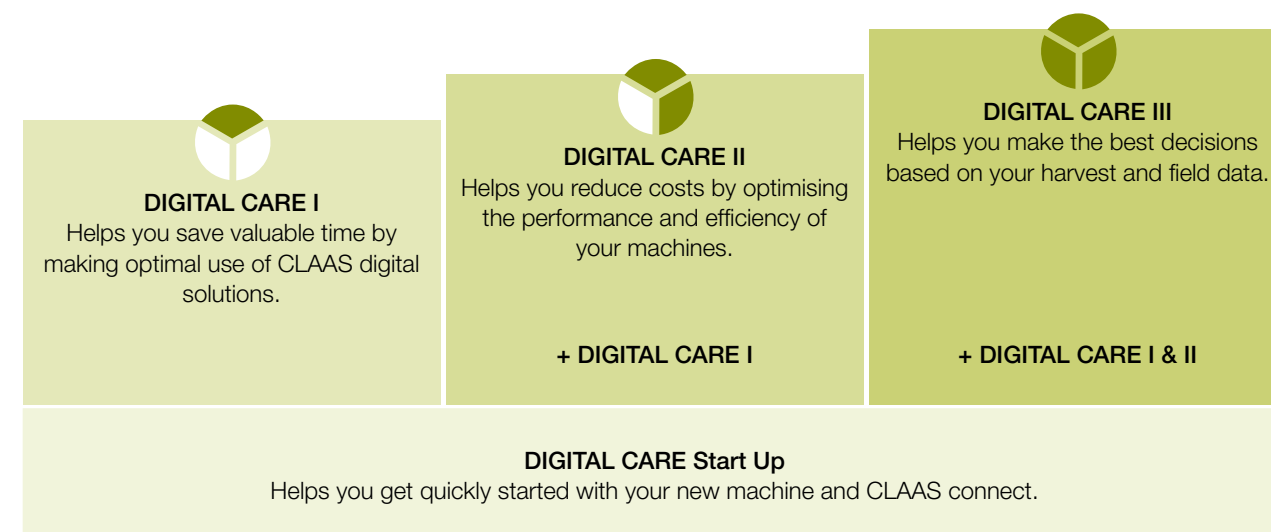 DIGITAL CARE I
Helps you save valuable time by
making optimal use of CLAAS digital
solutions.
DIGITAL CARE II
Helps you reduce costs by optimising
the performance and efficiency of
your machines.
+ DIGITAL CARE I
DIGITAL CARE III
Helps you make the best decisions
based on your harvest and field data.
+ DIGITAL CARE I & II
DIGITAL CARE Start Up
Helps you get quickly started with your new machine and CLAAS connect.